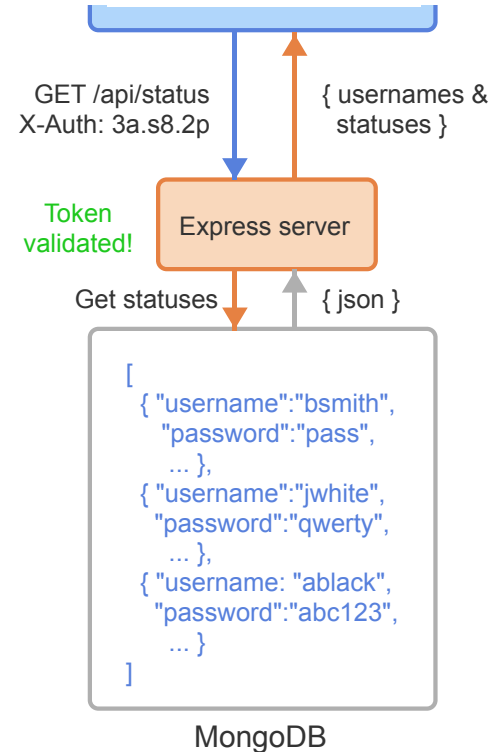 GET /api/status
X-Auth: 3a.s8.2p
{ usernames &
statuses }
Token
validated!
Express server
Get statuses
{ json }
[
{ "username":"bsmith",
"password":"pass",
... },
{ "username":"jwhite",
"password":"qwerty",
... },
{ "username: "ablack",
"password":"abc123",
... }
]
MongoDB